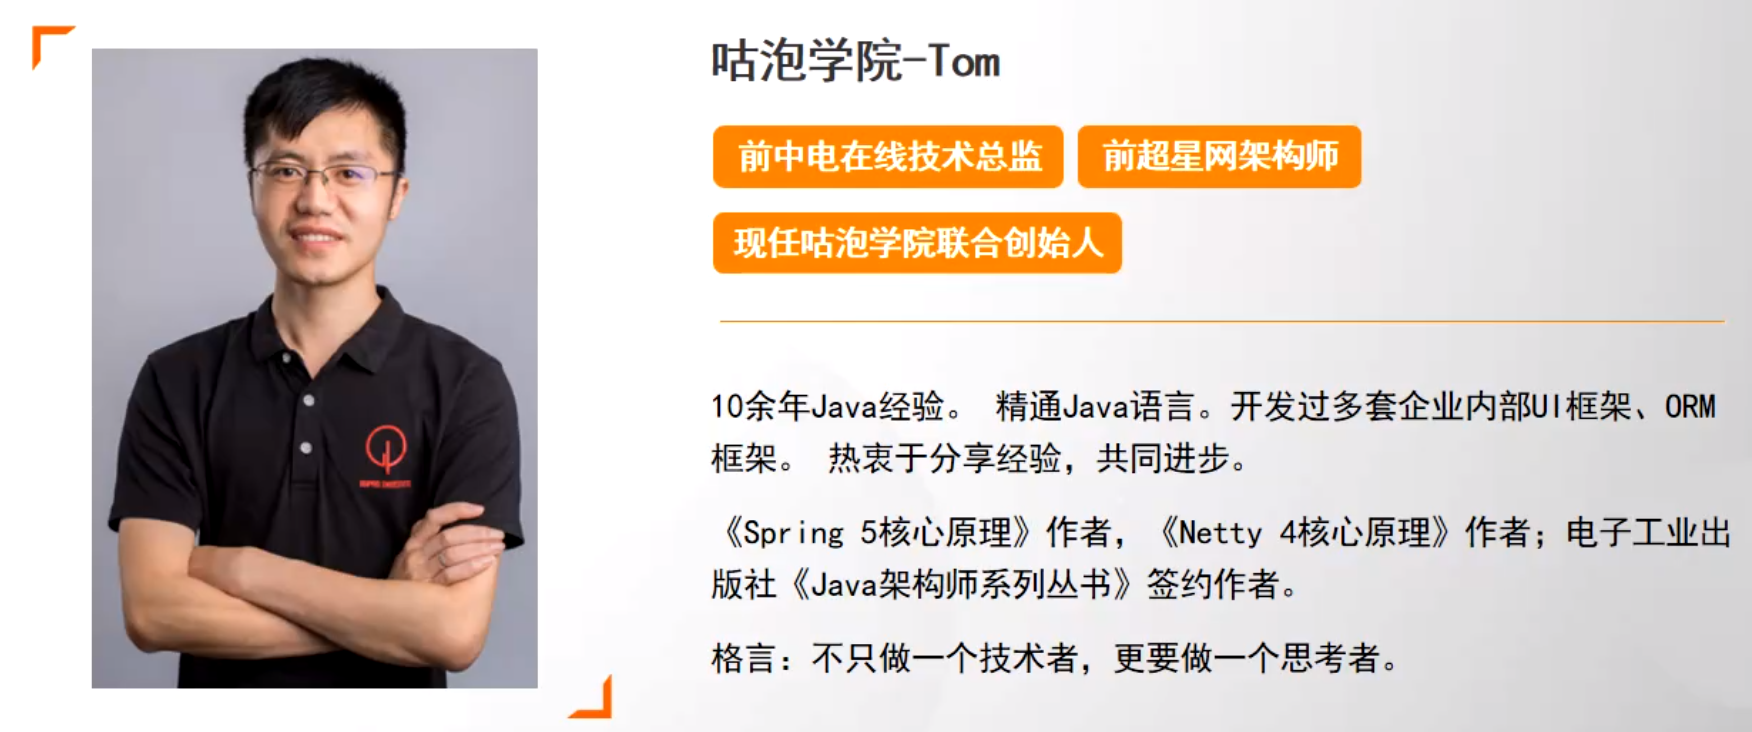 咕泡学院-Tom
前中电在线技术总监
前超星网架构师
现任咕泡学院联合创始人
10余年Java经验。 精通Java语言。开发过多套企业内部UI框架、ORM
框架。 热衷于分享经验，共同进步。
《Spring 5核心原理》作者，《Netty 4核心原理》作者；电子工业出
版社《Java架构师系列丛书》签约作者。
格言：不只做一个技术者，更要做一个思考者。